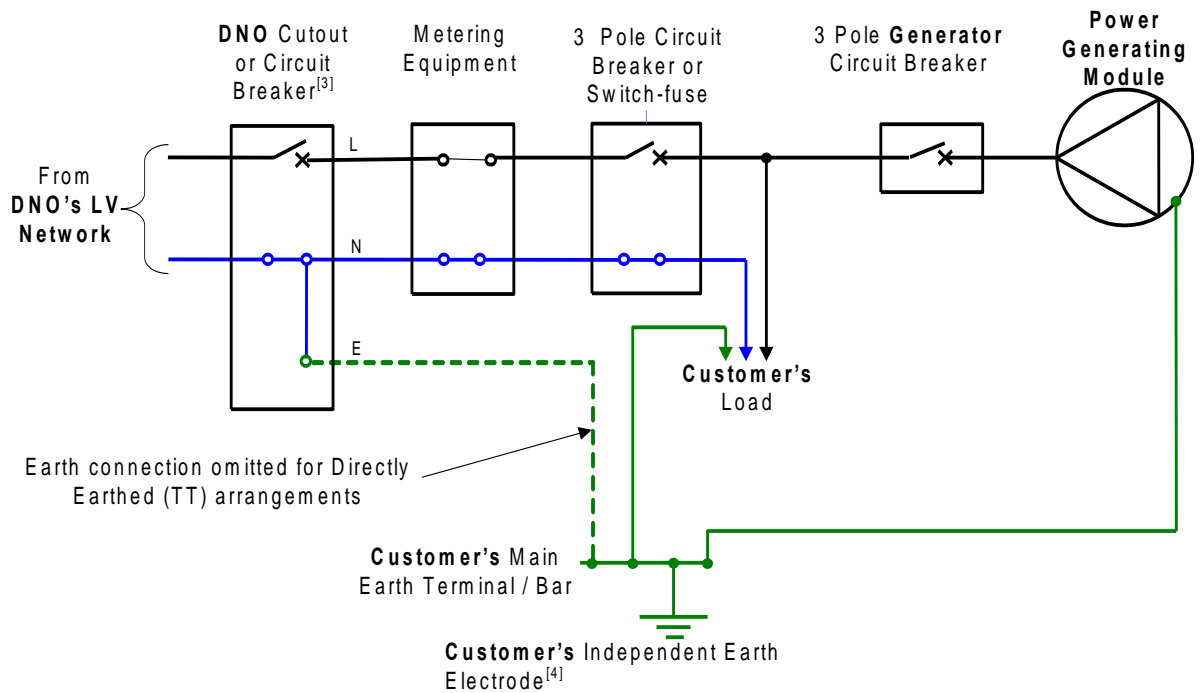 DNO Cutout
or Circuit
Breaker[3]
Metering
Equipment
3 Pole Circuit
Breaker or
Switch-fuse
3 Pole Generator
Circuit Breaker
Power
Generating
Module
L
From
DNO's LV
Network
N
E
Customer's
Load
Earth connection omitted for Directly
Earthed (TT) arrangements
Customer's Main
Earth Terminal / Bar
Customer's Independent Earth
Electrode[4]